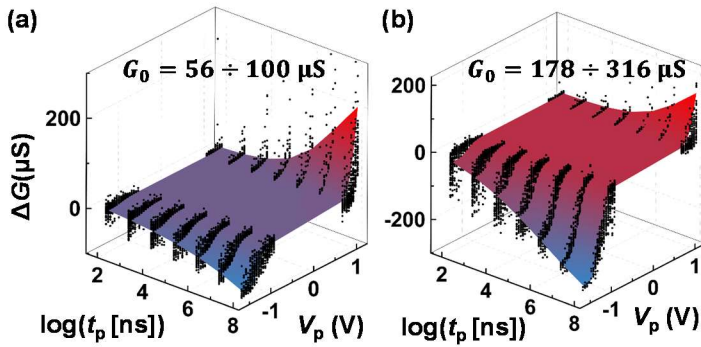 (a)
G₀ = 56 ÷ 100 μS
200
0
ΔG(μS)
2
4
6
8
log(tₚ [ns])
-1
0
1
Vₚ (V)
(b)
G₀ = 178 ÷ 316 μS
200
0
-200
2
4
6
8
log(tₚ [ns])
-1
0
1
Vₚ (V)